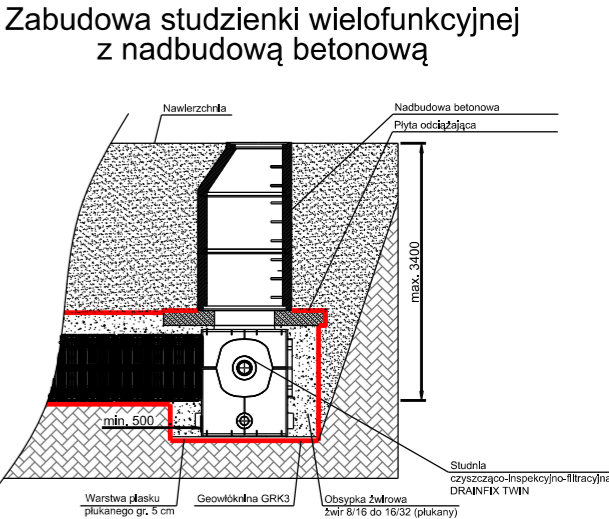 Zabudowa studzienki wielofunkcyjnej
z nadbudową betonową
Nawierzchnia
Nadbudowa betonowa
Płyta odciążająca
max. 3400
min. 500
Studnia
czyszcząco-inspekcyjno-filtracyjna
DRAINFIX TWIN
Warstwa piasku
płukanego gr. 5 cm
Geowłóknina GRK3
Obsypka żwirowa
żwir 8/16 do 16/32 (płukany)